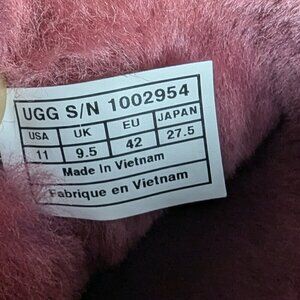 UGG S/N 1002954
USA UK EU JAPAN
11 9.5 42 27.5
Made In Vietnam
Fabrique en Vietnam